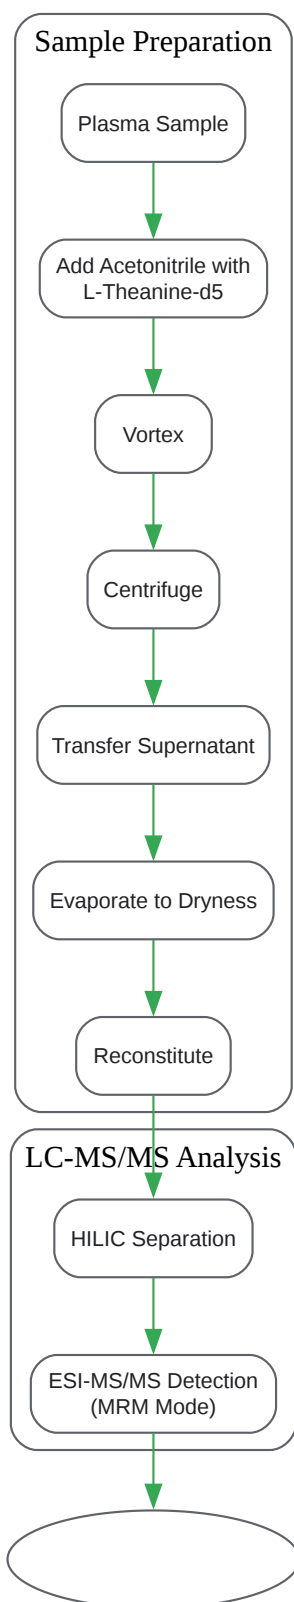 Sample Preparation
Plasma Sample
Add Acetonitrile with
L-Theanine-d5
Vortex
Centrifuge
Transfer Supernatant
Evaporate to Dryness
Reconstitute
LC-MS/MS Analysis
HILIC Separation
ESI-MS/MS Detection
(MRM Mode)